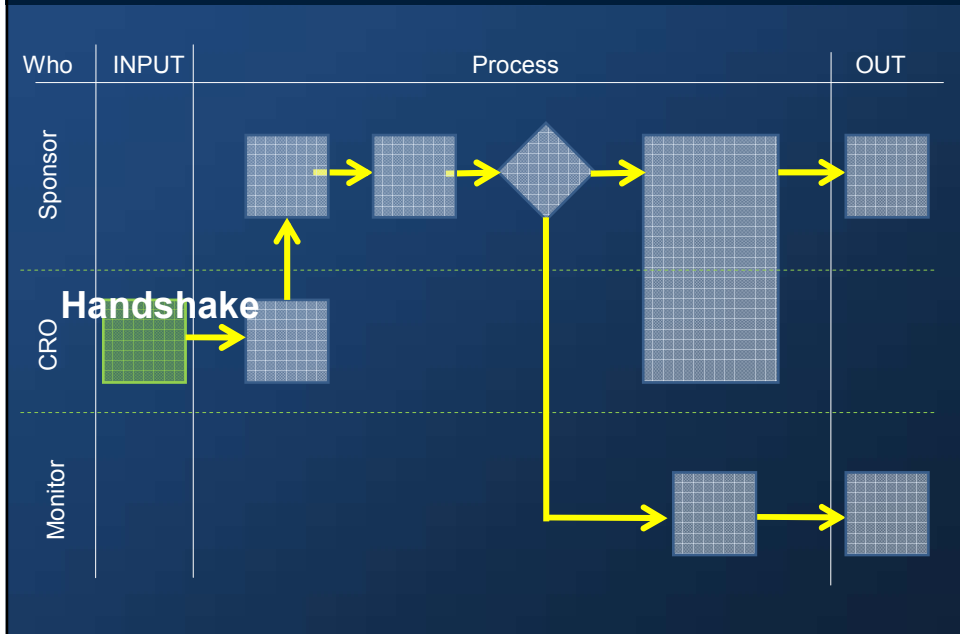 Who INPUT Process OUT
Sponsor
Handshake
CRO
Monitor